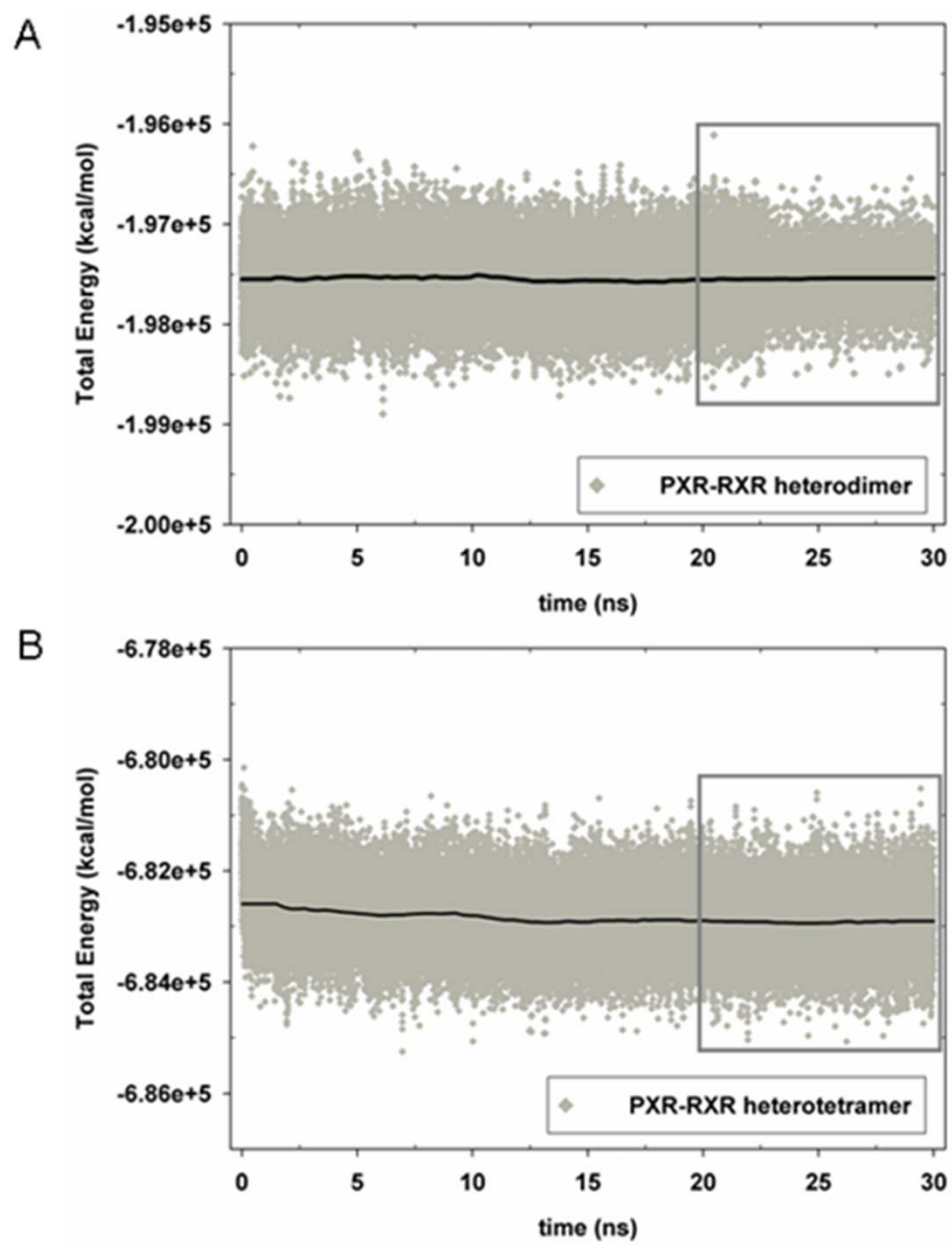 A
-1.95e+5
-1.96e+5
-1.97e+5
-1.98e+5
-1.99e+5
-2.00e+5
Total Energy (kcal/mol)
PXR-RXR heterodimer
0 5 10 15 20 25 30
time (ns)
B
-6.78e+5
-6.80e+5
-6.82e+5
-6.84e+5
-6.86e+5
Total Energy (kcal/mol)
PXR-RXR heterotetramer
0 5 10 15 20 25 30
time (ns)